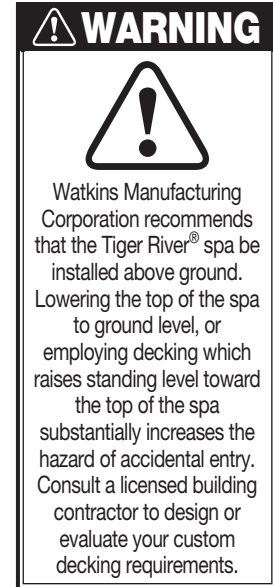 WARNING
Watkins Manufacturing
Corporation recommends
that the Tiger River® spa be
installed above ground.
Lowering the top of the spa
to ground level, or
employing decking which
raises standing level toward
the top of the spa
substantially increases the
hazard of accidental entry.
Consult a licensed building
contractor to design or
evaluate your custom
decking requirements.